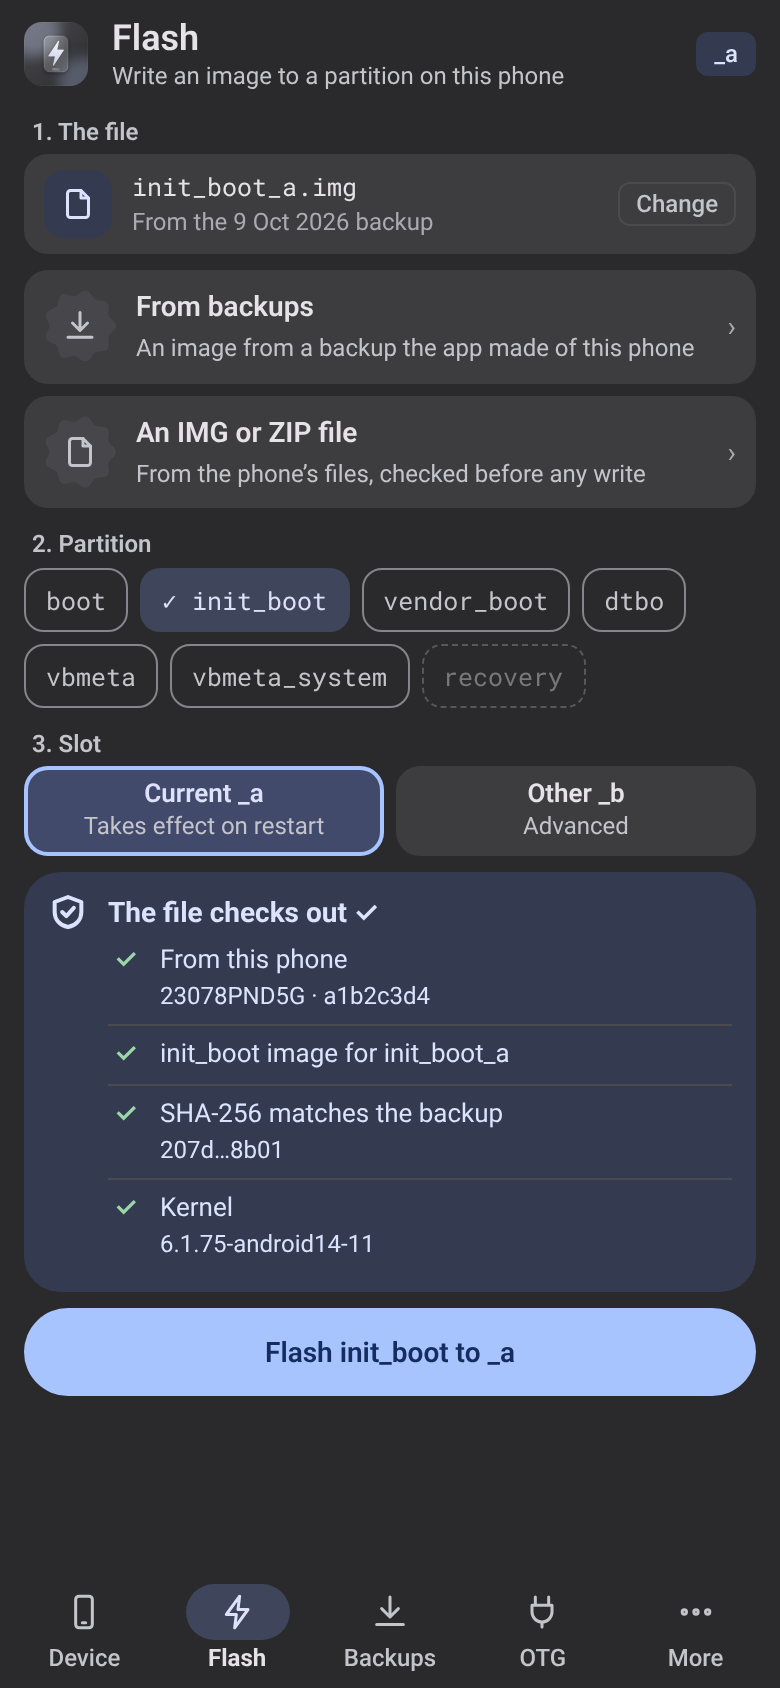 Flash
Write an image to a partition on this phone
_a
1. The file
init_boot_a.img
From the 9 Oct 2026 backup
Change
From backups
An image from a backup the app made of this phone
An IMG or ZIP file
From the phone’s files, checked before any write
2. Partition
boot
✓ init_boot
vendor_boot
dtbo
vbmeta
vbmeta_system
recovery
3. Slot
Current _a
Takes effect on restart
Other _b
Advanced
The file checks out ✓
From this phone
23078PND5G · a1b2c3d4
init_boot image for init_boot_a
SHA-256 matches the backup
207d…8b01
Kernel
6.1.75-android14-11
Flash init_boot to _a
Device
Flash
Backups
OTG
More